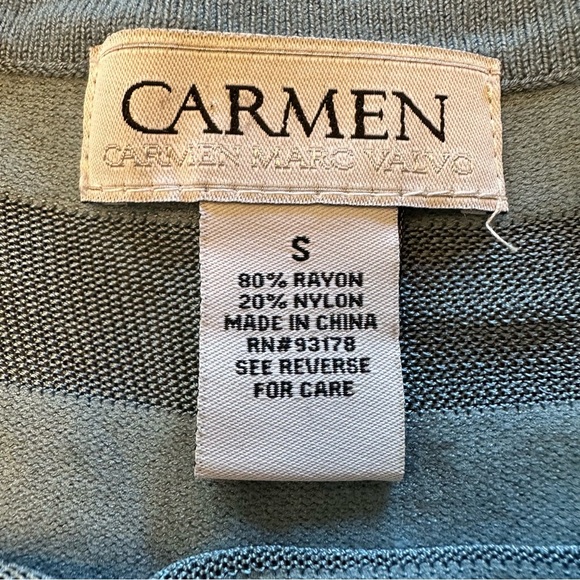 CARMEN
CARMEN MARC VALVO
S
80% RAYON
20% NYLON
MADE IN CHINA
RN#93178
SEE REVERSE
FOR CARE